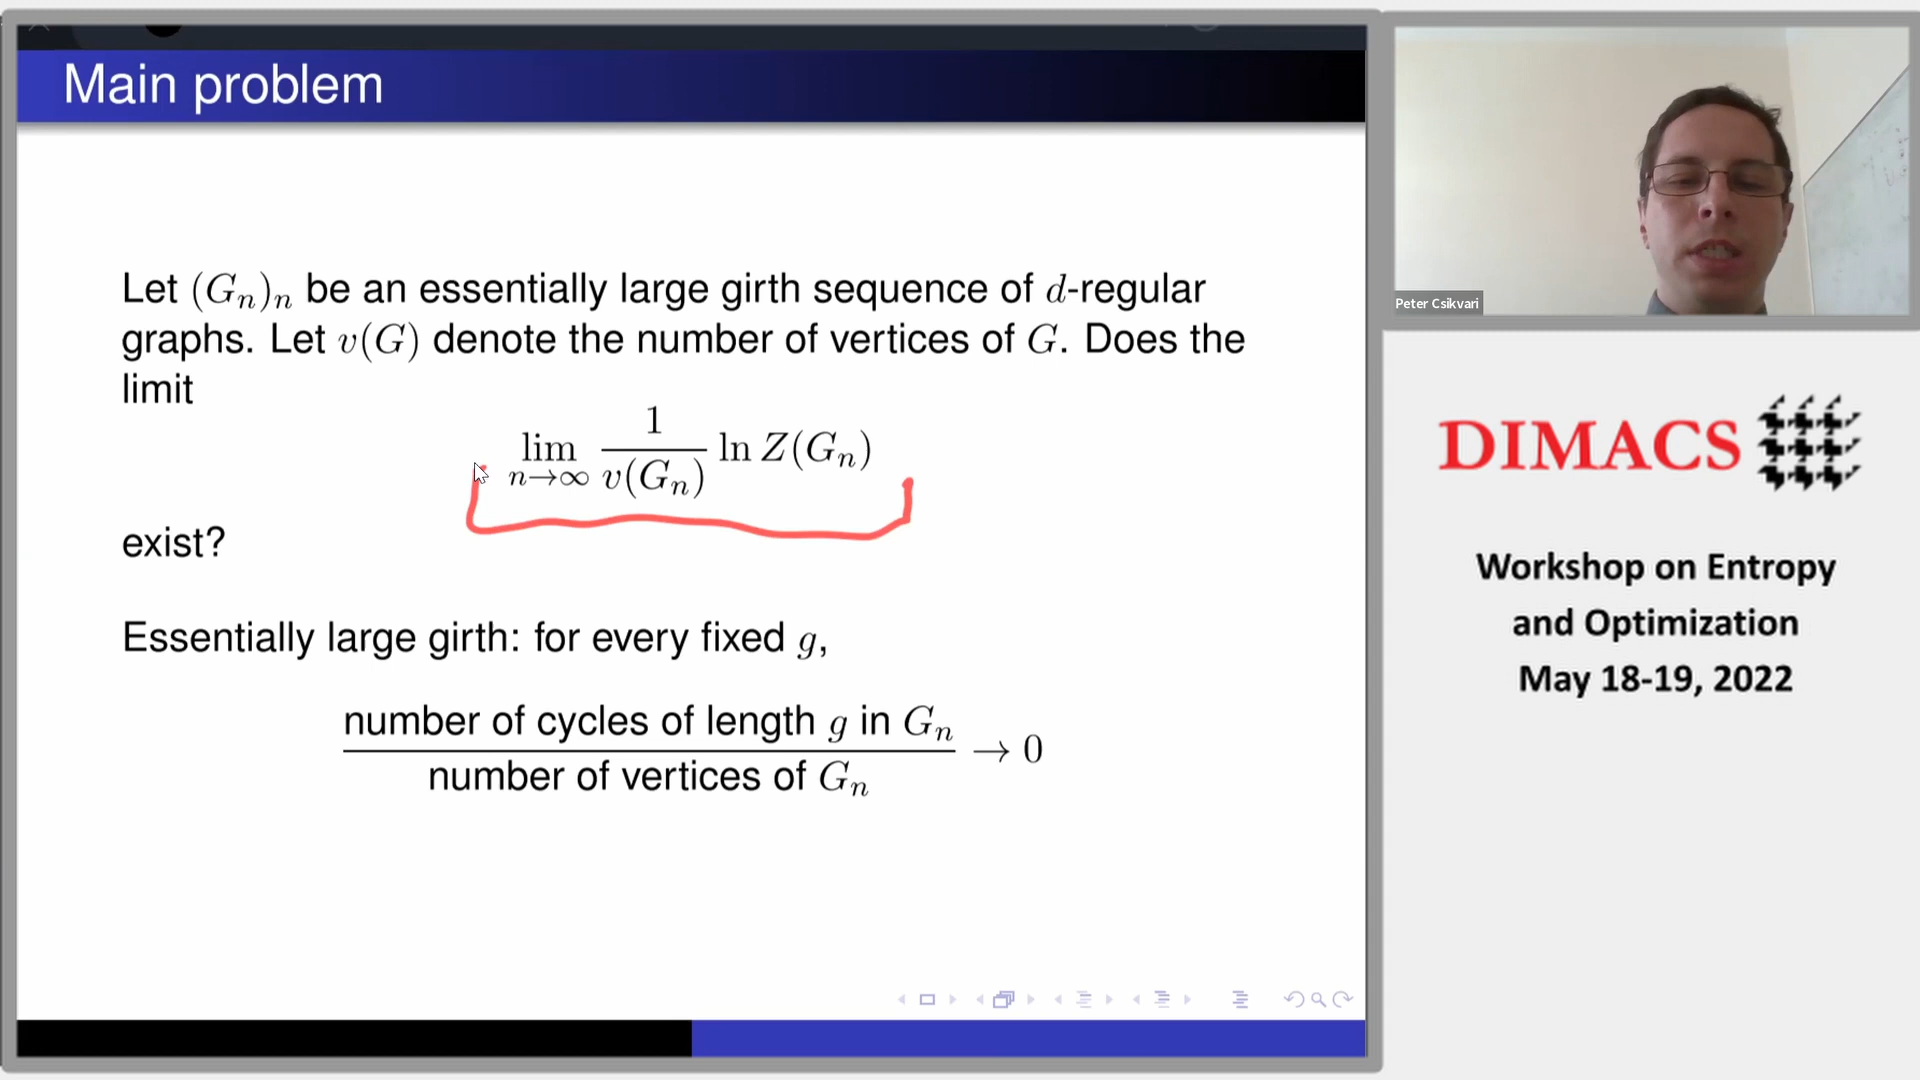 Main problem
Let (G_n)_n be an essentially large girth sequence of d-regular
graphs. Let v(G) denote the number of vertices of G. Does the
limit
lim_{n→∞} \frac{1}{v(G_n)} ln Z(G_n)
exist?
Essentially large girth: for every fixed g,
number of cycles of length g in G_n
number of vertices of G_n
→ 0
Peter Csikvari
DIMACS
Workshop on Entropy
and Optimization
May 18-19, 2022